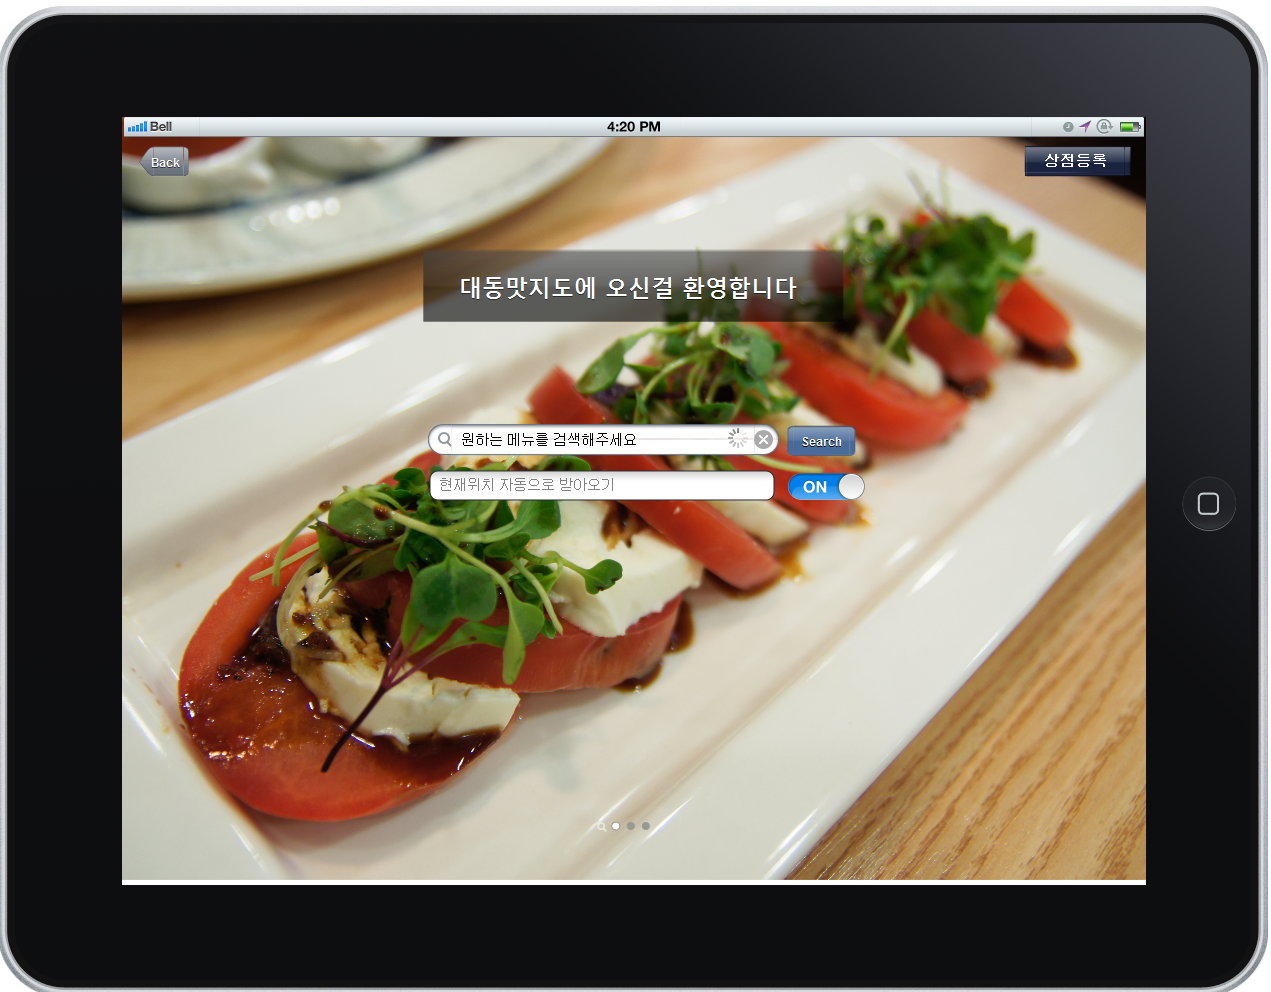 Bell
4:20 PM
Back
상점등록
대동맛지도에 오신걸 환영합니다
원하는 메뉴를 검색해주세요
Search
현재위치 자동으로 받아오기
ON